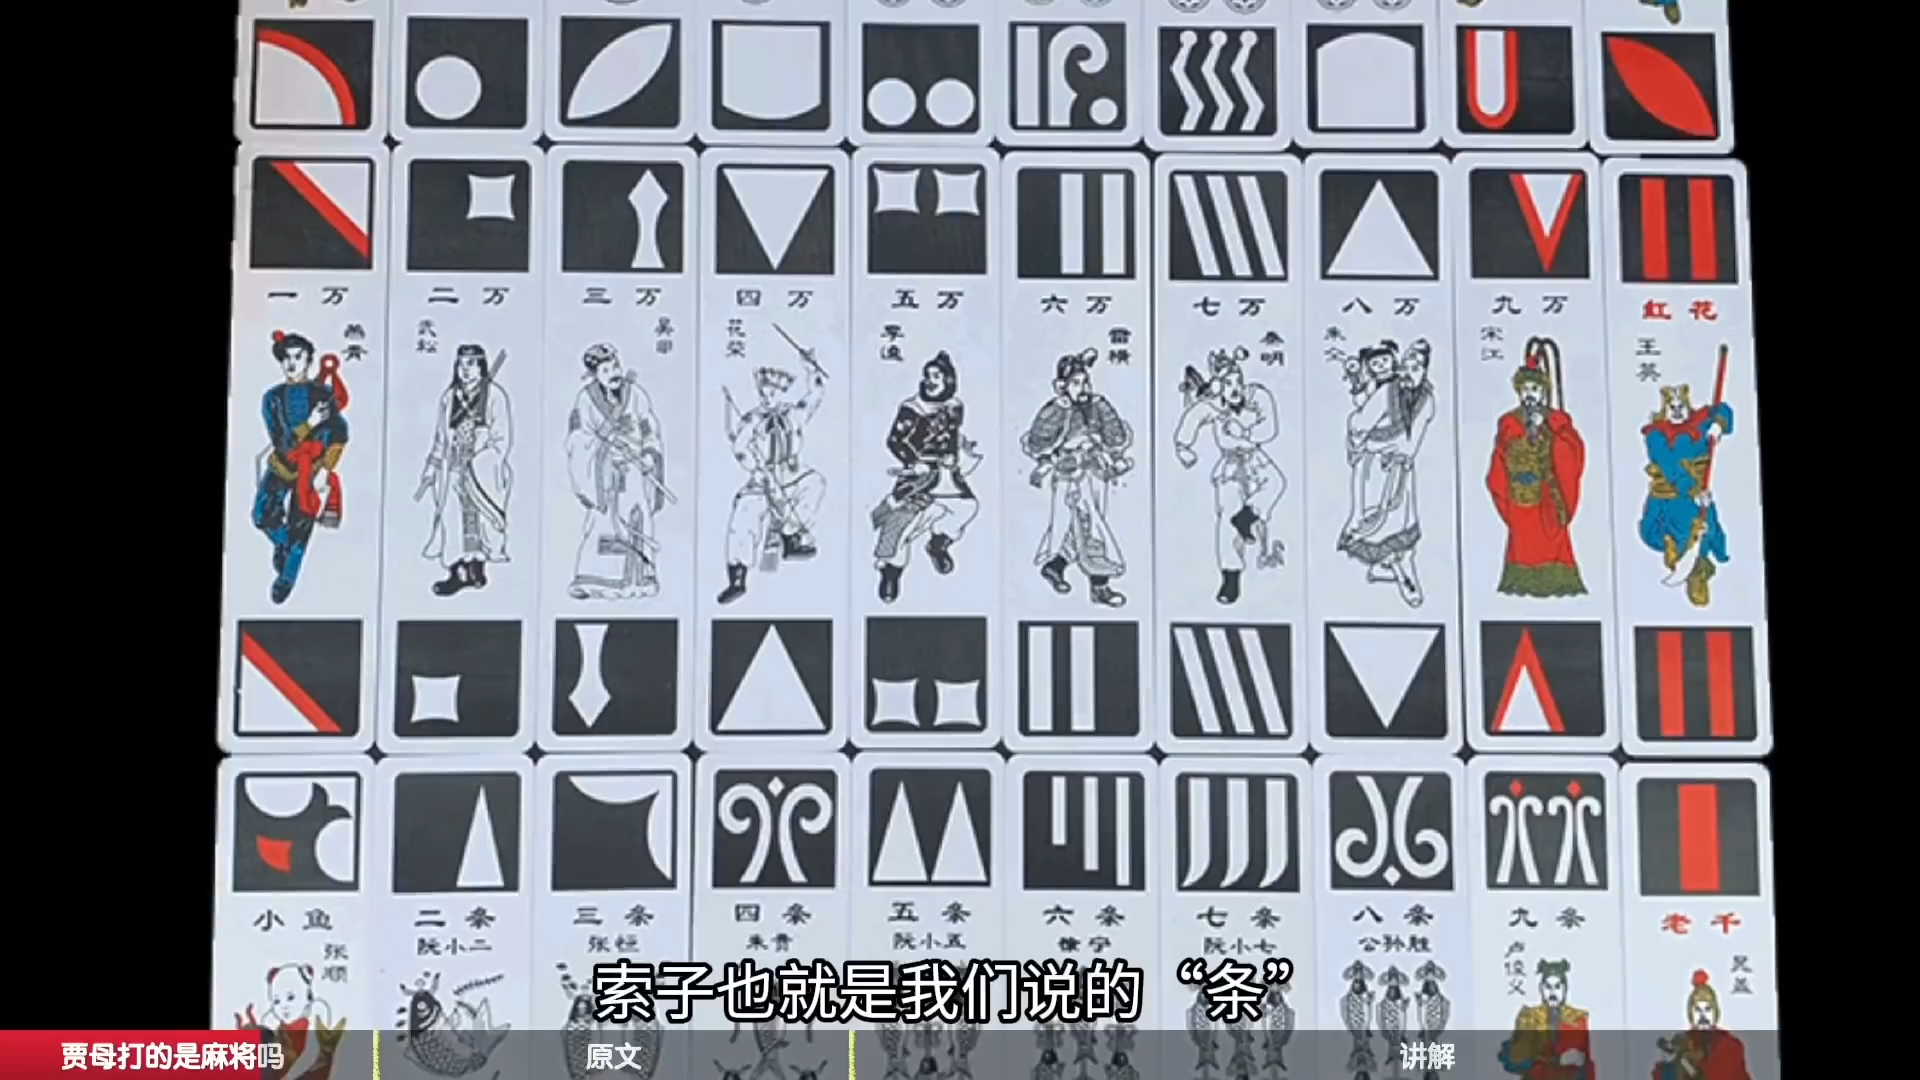 一万 二万 三万 四万 五万 六万 七万 八万 九万 红花
燕青 武松 吴用 花荣 李逵 雷横 秦明 朱仝 宋江 王英
小鱼 二条 三条 四条 五条 六条 七条 八条 九条 老千
张顺 阮小二 张恒 朱贵 阮小五 徐宁 阮小七 公孙胜 卢俊义 晁盖
索子也就是我们说的“条”
贾母打的是麻将吗 原文 讲解